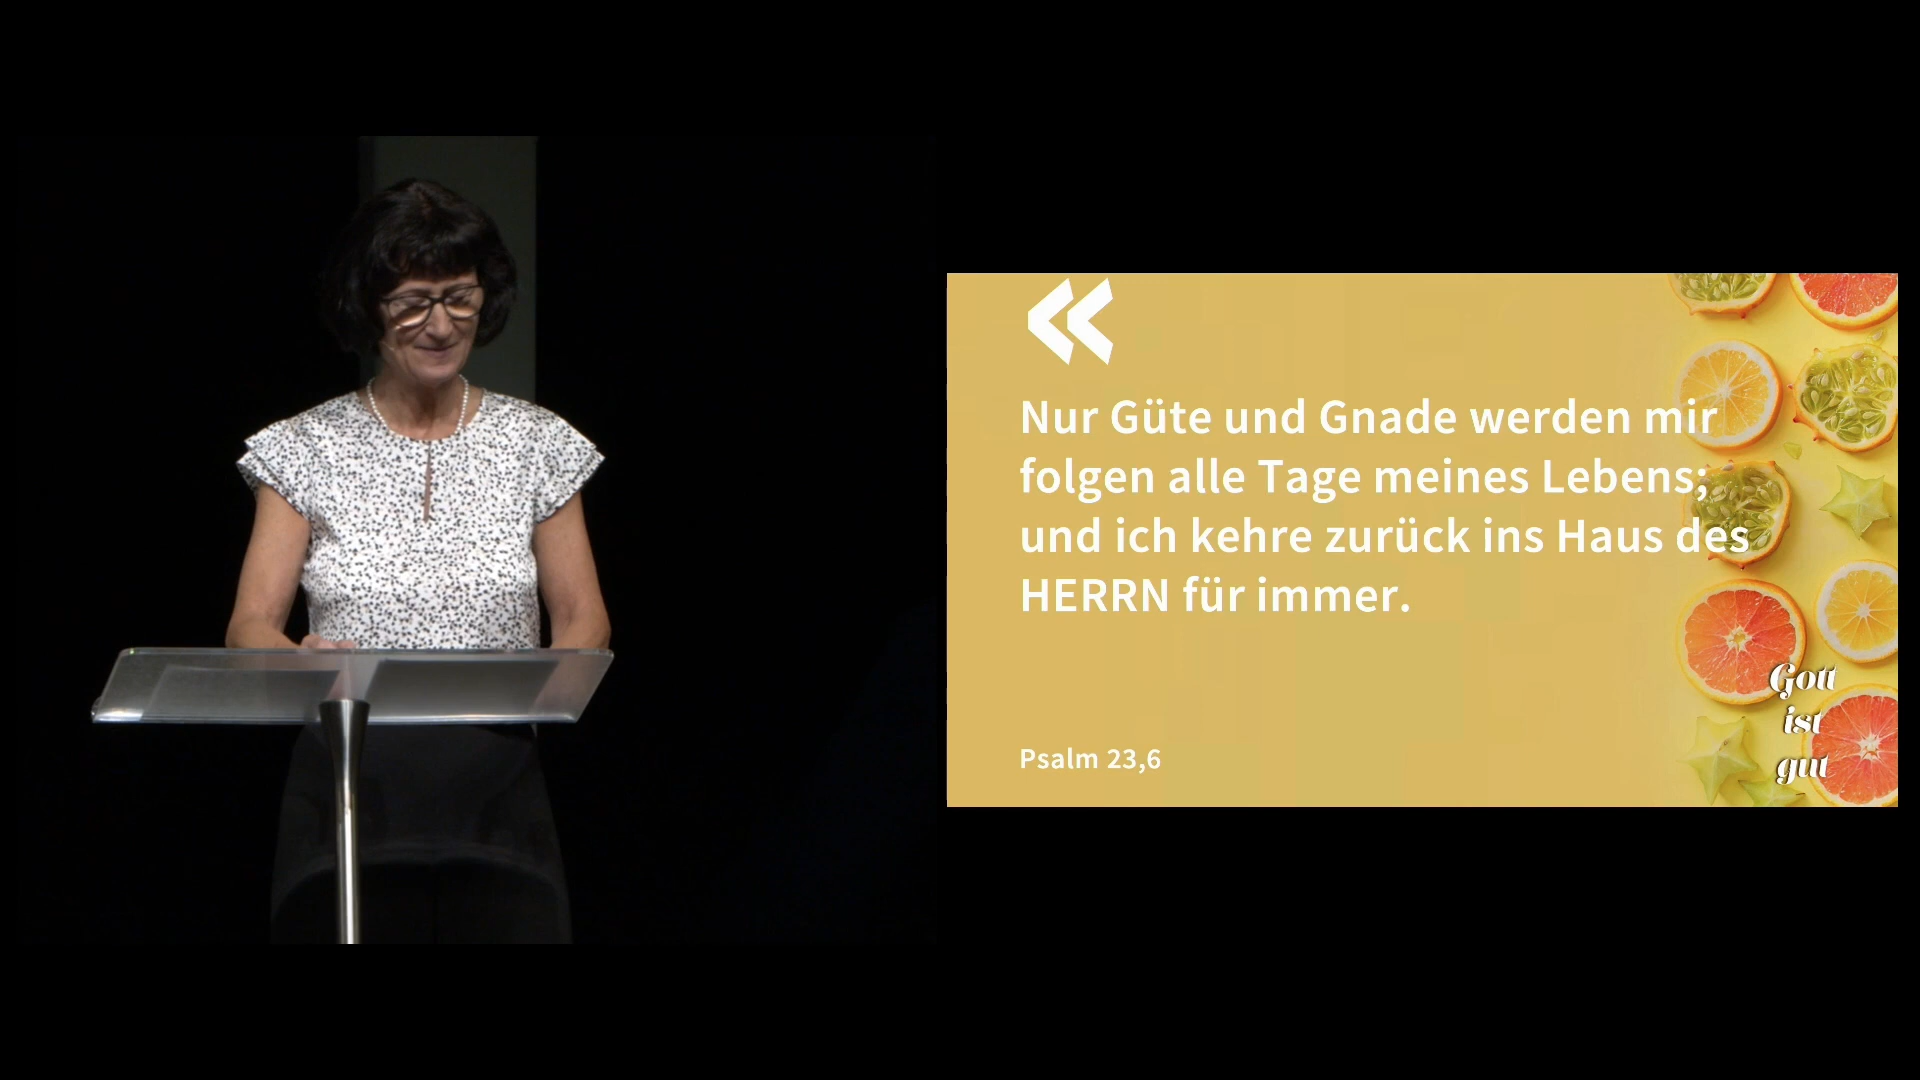 «
Nur Güte und Gnade werden mir
folgen alle Tage meines Lebens;
und ich kehre zurück ins Haus des
HERRN für immer.
Psalm 23,6
Gott
ist
gut